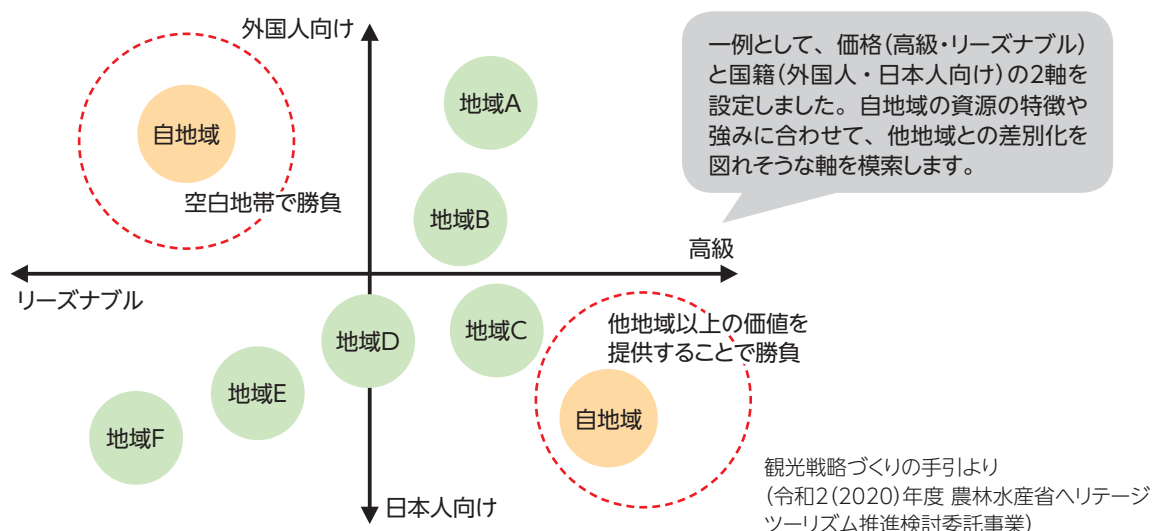 外国人向け
地域A
自地域
空白地帯で勝負
地域B
一例として、価格(高級・リーズナブル)
と国籍(外国人・日本人向け)の2軸を
設定しました。自地域の資源の特徴や
強みに合わせて、他地域との差別化を
図れそうな軸を模索します。
高級
リーズナブル
地域D
地域C
他地域以上の価値を
提供することで勝負
地域E
地域F
自地域
日本人向け
観光戦略づくりの手引より
(令和2(2020)年度 農林水産省ヘリテージ
ツーリズム推進検討委託事業)